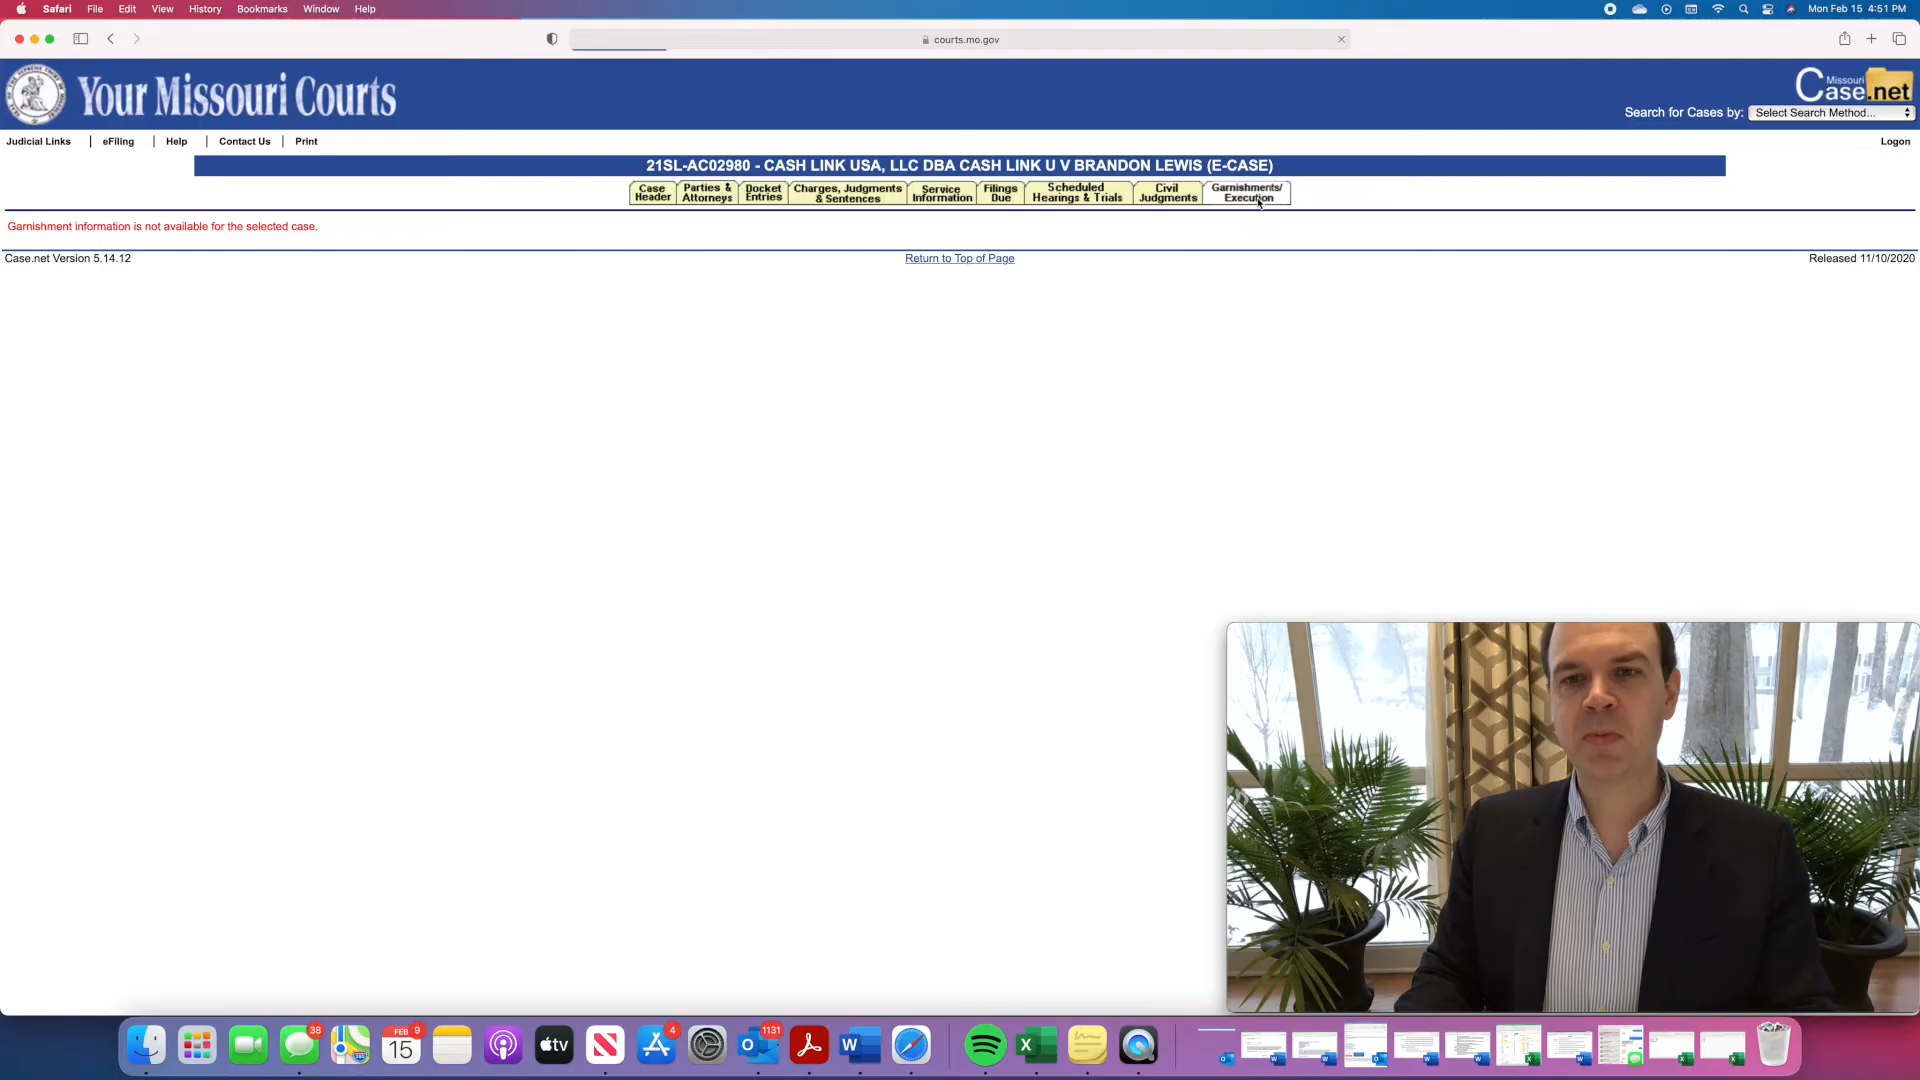 Safari File Edit View History Bookmarks Window Help
Mon Feb 15 4:51 PM
courts.mo.gov
Your Missouri Courts
Missouri
Case.net
Search for Cases by: Select Search Method...
Judicial Links eFiling Help Contact Us Print
Logon
21SL-AC02980 - CASH LINK USA, LLC DBA CASH LINK U V BRANDON LEWIS (E-CASE)
Case Header
Parties & Attorneys
Docket Entries
Charges, Judgments & Sentences
Service Information
Filings Due
Scheduled Hearings & Trials
Civil Judgments
Garnishments/ Execution
Garnishment information is not available for the selected case.
Case.net Version 5.14.12
Return to Top of Page
Released 11/10/2020
38
FEB 9
15
tv
4
1131